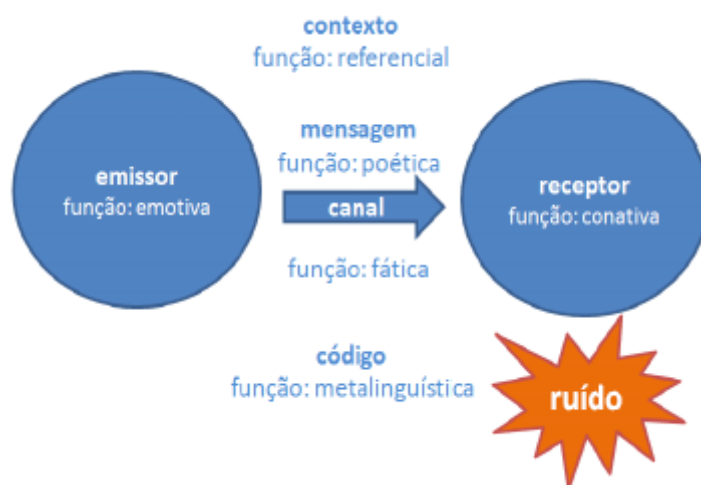 contexto
função: referencial
mensagem
função: poética
emissor
função: emotiva
canal
receptor
função: conativa
função: fática
código
função: metalinguística
ruído